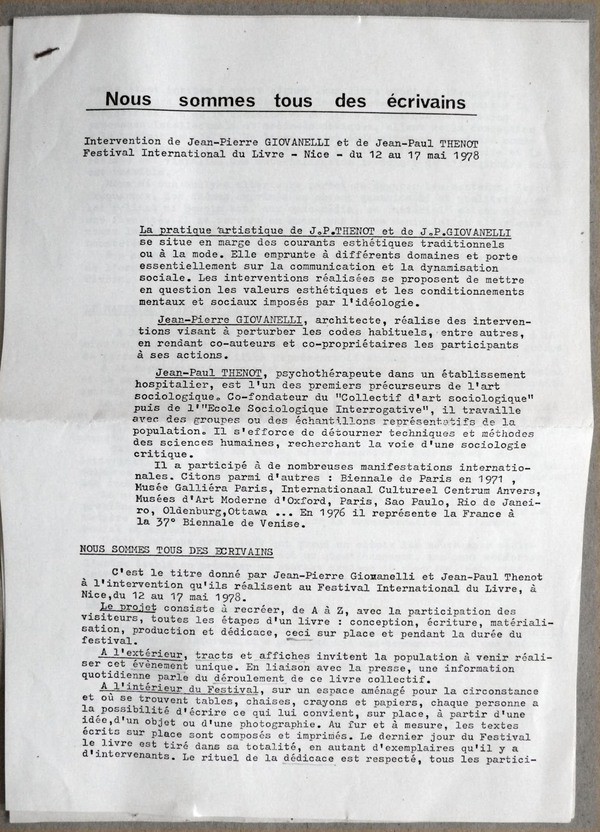 Nous sommes tous des écrivains
Intervention de Jean-Pierre GIOVANELLI et de Jean-Paul THENOT
Festival International du Livre - Nice - du 12 au 17 mai 1978
La pratique artistique de J.P.THENOT et de J.P.GIOVANELLI
se situe en marge des courants esthétiques traditionnels
ou à la mode. Elle emprunte à différents domaines et porte
essentiellement sur la communication et la dynamisation
sociale. Les interventions réalisées se proposent de mettre
en question les valeurs esthétiques et les conditionnements
mentaux et sociaux imposés par l'idéologie.
Jean-Pierre GIOVANELLI, architecte, réalise des interven-
tions visant à perturber les codes habituels, entre autres,
en rendant co-auteurs et co-propriétaires les participants
à ses actions.
Jean-Paul THENOT, psychothérapeute dans un établissement
hospitalier, est l'un des premiers précurseurs de l'art
sociologique. Co-fondateur du "Collectif d'art sociologique"
puis de l'"Ecole Sociologique Interrogative", il travaille
avec des groupes ou des échantillons représentatifs de la
population. Il s'efforce de détourner techniques et méthodes
des sciences humaines, recherchant la voie d'une sociologie
critique.
Il a participé à de nombreuses manifestations internatio-
nales. Citons parmi d'autres : Biennale de Paris en 1971 ,
Musée Galliéra Paris, Internationaal Cultureel Centrum Anvers,
Musées d'Art Moderne d'Oxford, Paris, Sao Paulo, Rio de Janei-
ro, Oldenburg,Ottawa ... En 1976 il représente la France à
la 37° Biennale de Venise.
NOUS SOMMES TOUS DES ECRIVAINS
C'est le titre donné par Jean-Pierre Giovanelli et Jean-Paul Thenot
à l'intervention qu'ils réalisent au Festival International du Livre, à
Nice,du 12 au 17 mai 1978.
Le projet consiste à recréer, de A à Z, avec la participation des
visiteurs, toutes les étapes d'un livre : conception, écriture, matériali-
sation, production et dédicace, ceci sur place et pendant la durée du
festival.
A l'extérieur, tracts et affiches invitent la population à venir réali-
ser cet évènement unique. En liaison avec la presse, une information
quotidienne parle du déroulement de ce livre collectif.
A l'intérieur du Festival, sur un espace aménagé pour la circonstance
et où se trouvent tables, chaises, crayons et papiers, chaque personne a
la possibilité d'écrire ce qui lui convient, sur place, à partir d'une
idée,d'un objet ou d'une photographie. Au fur et à mesure, les textes
écrits sur place sont composés et imprimés. Le dernier jour du Festival
le livre est tiré dans sa totalité, en autant d'exemplaires qu'il y a
d'intervenants. Le rituel de la dédicace est respecté, tous les partici-